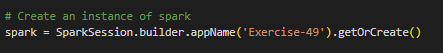 # Create an instance of spark
spark = SparkSession.builder.appName('Exercise-49').getOrCreate()